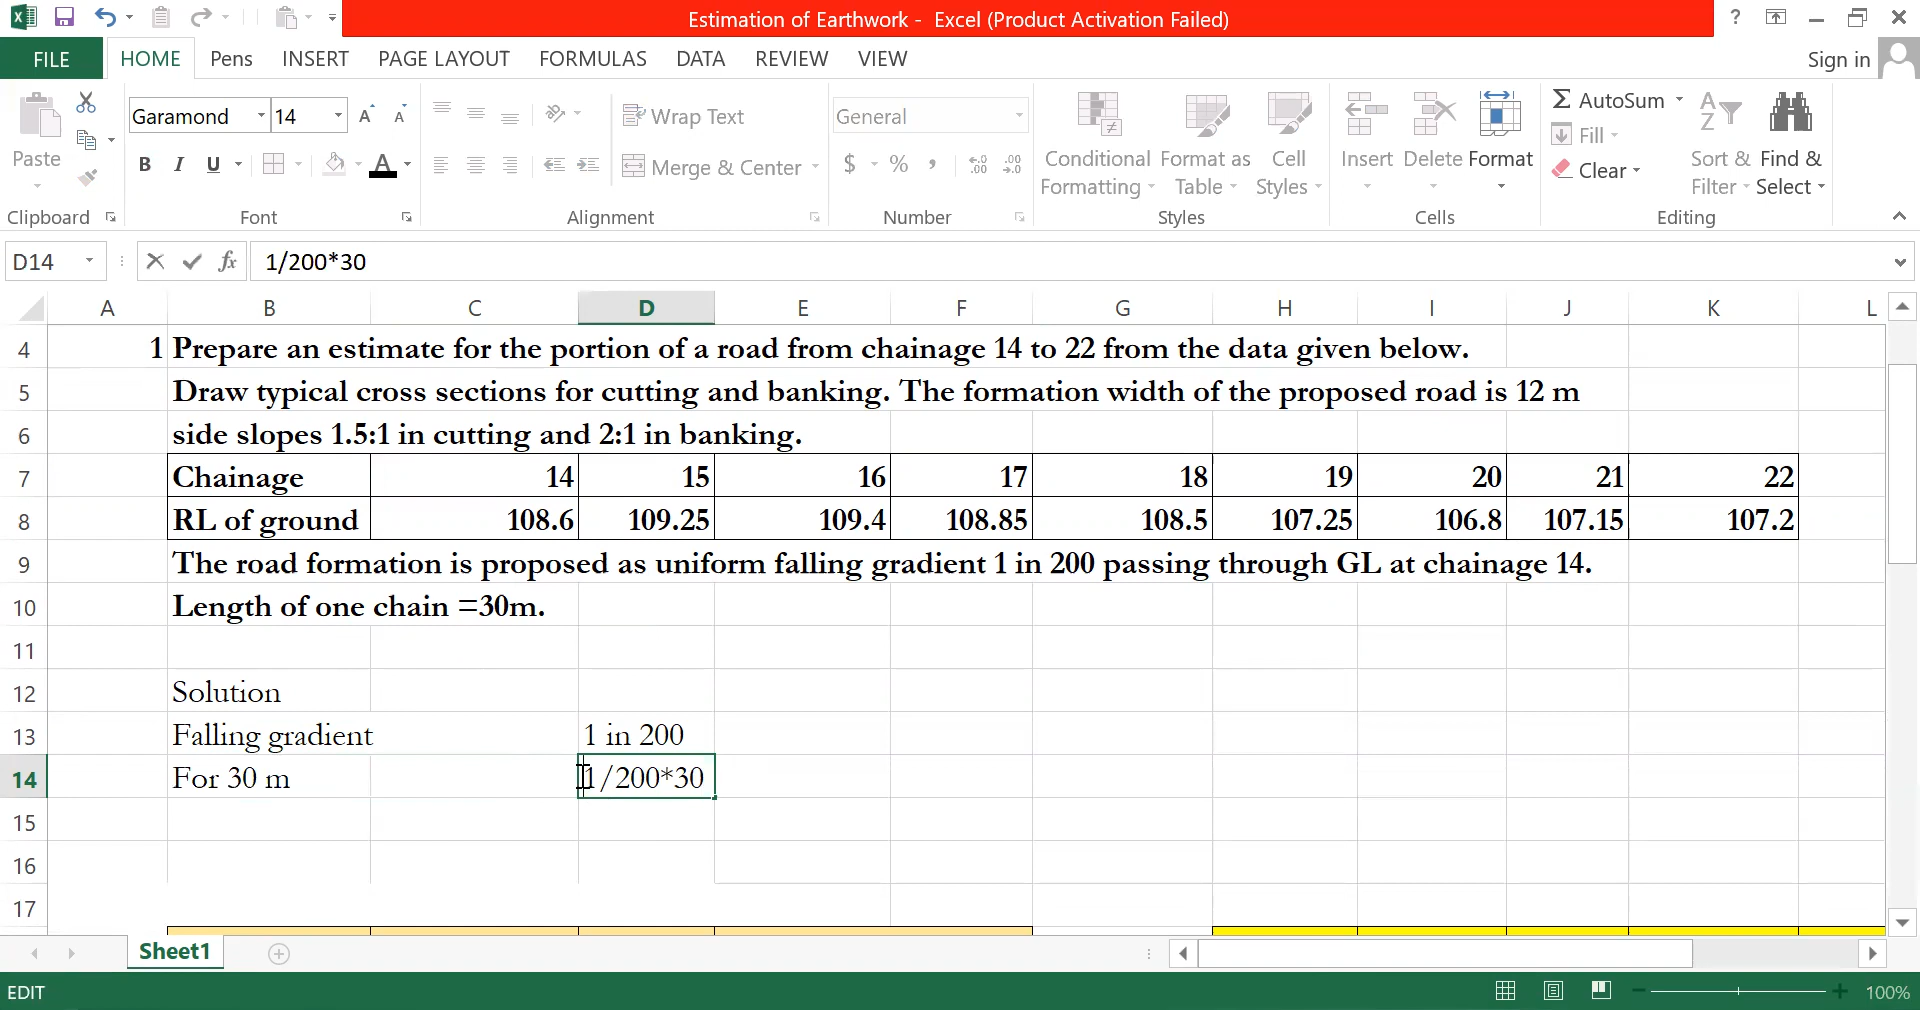 Estimation of Earthwork - Excel (Product Activation Failed)
?
FILE HOME Pens INSERT PAGE LAYOUT FORMULAS DATA REVIEW VIEW Sign in
Paste
Garamond 14 A A
B I U A
Wrap Text
Merge & Center
General
$ % , .0 .00 .00 .0
Conditional Formatting
Format as Table
Cell Styles
Insert Delete Format
Σ AutoSum
Fill
Clear
Sort & Filter
Find & Select
Clipboard Font Alignment Number Styles Cells Editing
D14 fx 1/200*30
A B C D E F G H I J K L
4 1 Prepare an estimate for the portion of a road from chainage 14 to 22 from the data given below.
5 Draw typical cross sections for cutting and banking. The formation width of the proposed road is 12 m
6 side slopes 1.5:1 in cutting and 2:1 in banking.
7 Chainage 14 15 16 17 18 19 20 21 22
8 RL of ground 108.6 109.25 109.4 108.85 108.5 107.25 106.8 107.15 107.2
9 The road formation is proposed as uniform falling gradient 1 in 200 passing through GL at chainage 14.
10 Length of one chain =30m.
11
12 Solution
13 Falling gradient 1 in 200
14 For 30 m 1/200*30
15
16
17
Sheet1
EDIT 100%